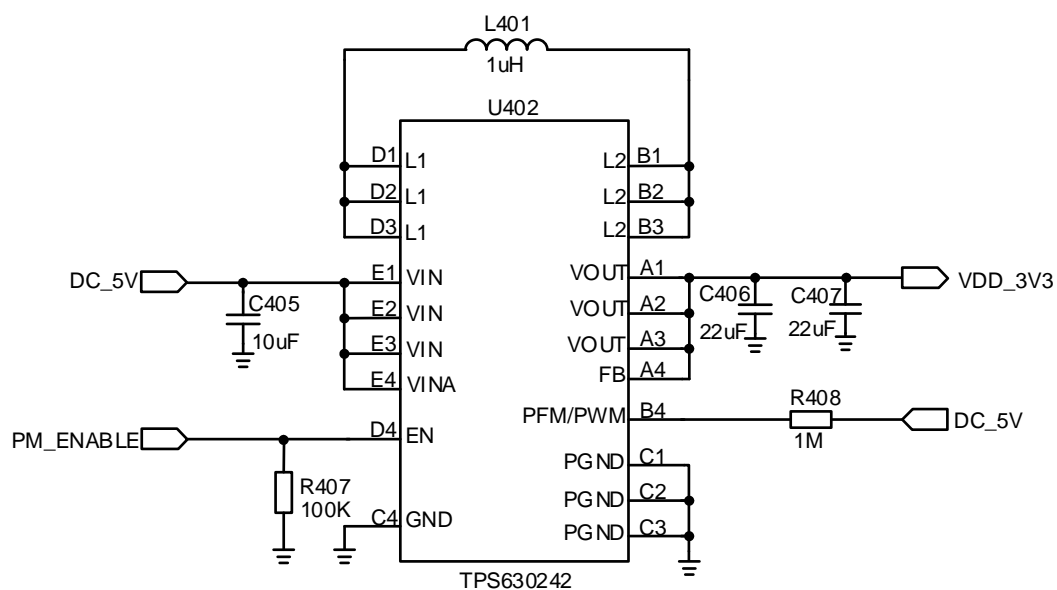 L401
1uH
U402
D1 L1 L2 B1
D2 L1 L2 B2
D3 L1 L2 B3
DC_5V E1 VIN VOUT A1 VDD_3V3
C405 E2 VIN VOUT A2 C406 C407
10uF E3 VIN VOUT A3 22uF 22uF
E4 VINA FB A4
R408
PFM/PWM B4 DC_5V
1M
PM_ENABLE D4 EN
PGND C1
R407
100K
PGND C2
C4 GND
PGND C3
TPS630242